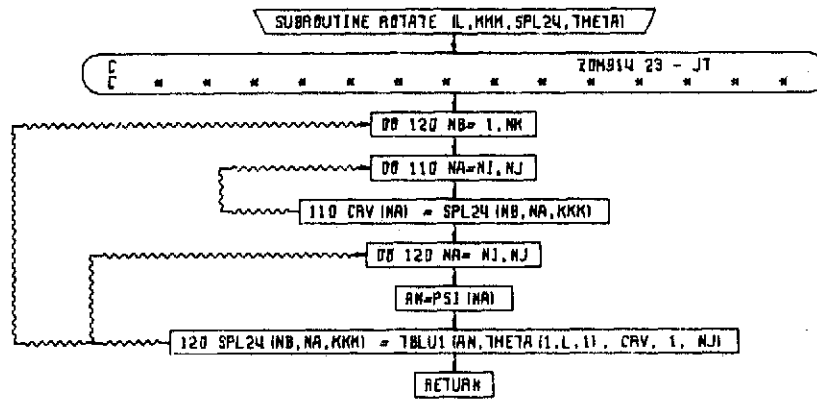 SUBROUTINE ROTATE (L,KKK,SPL24,THETA)
C ZOM914 23 - JT
C * * * * * * * * * * * * * *
DO 120 NB= 1,NK
DO 110 NA=NI,NJ
110 CRV(NA) = SPL24(NB,NA,KKK)
DO 120 NA= NI,NJ
AN=PSI(NA)
120 SPL24(NB,NA,KKK) = TBLU1(AN,THETA(1,L,1), CRV, 1, NJ)
RETURN